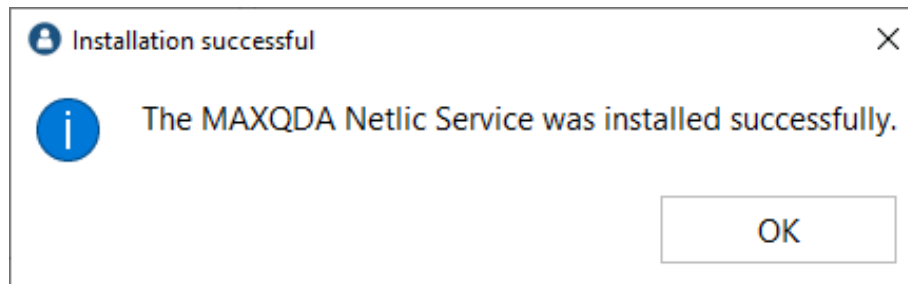 Installation successful
The MAXQDA Netlic Service was installed successfully.
OK